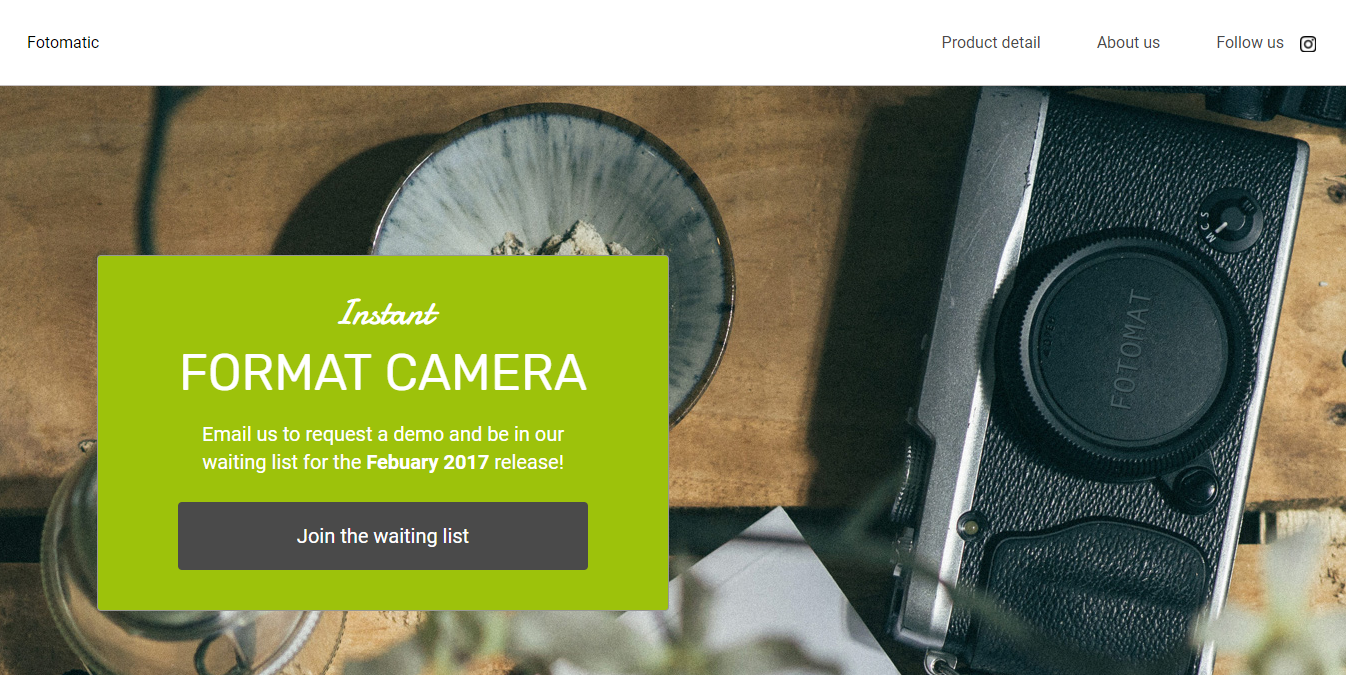 Fotomatic
Product detail
About us
Follow us
Instant
FORMAT CAMERA
Email us to request a demo and be in our
waiting list for the Febuary 2017 release!
Join the waiting list
S
C
M
FOTOMAT